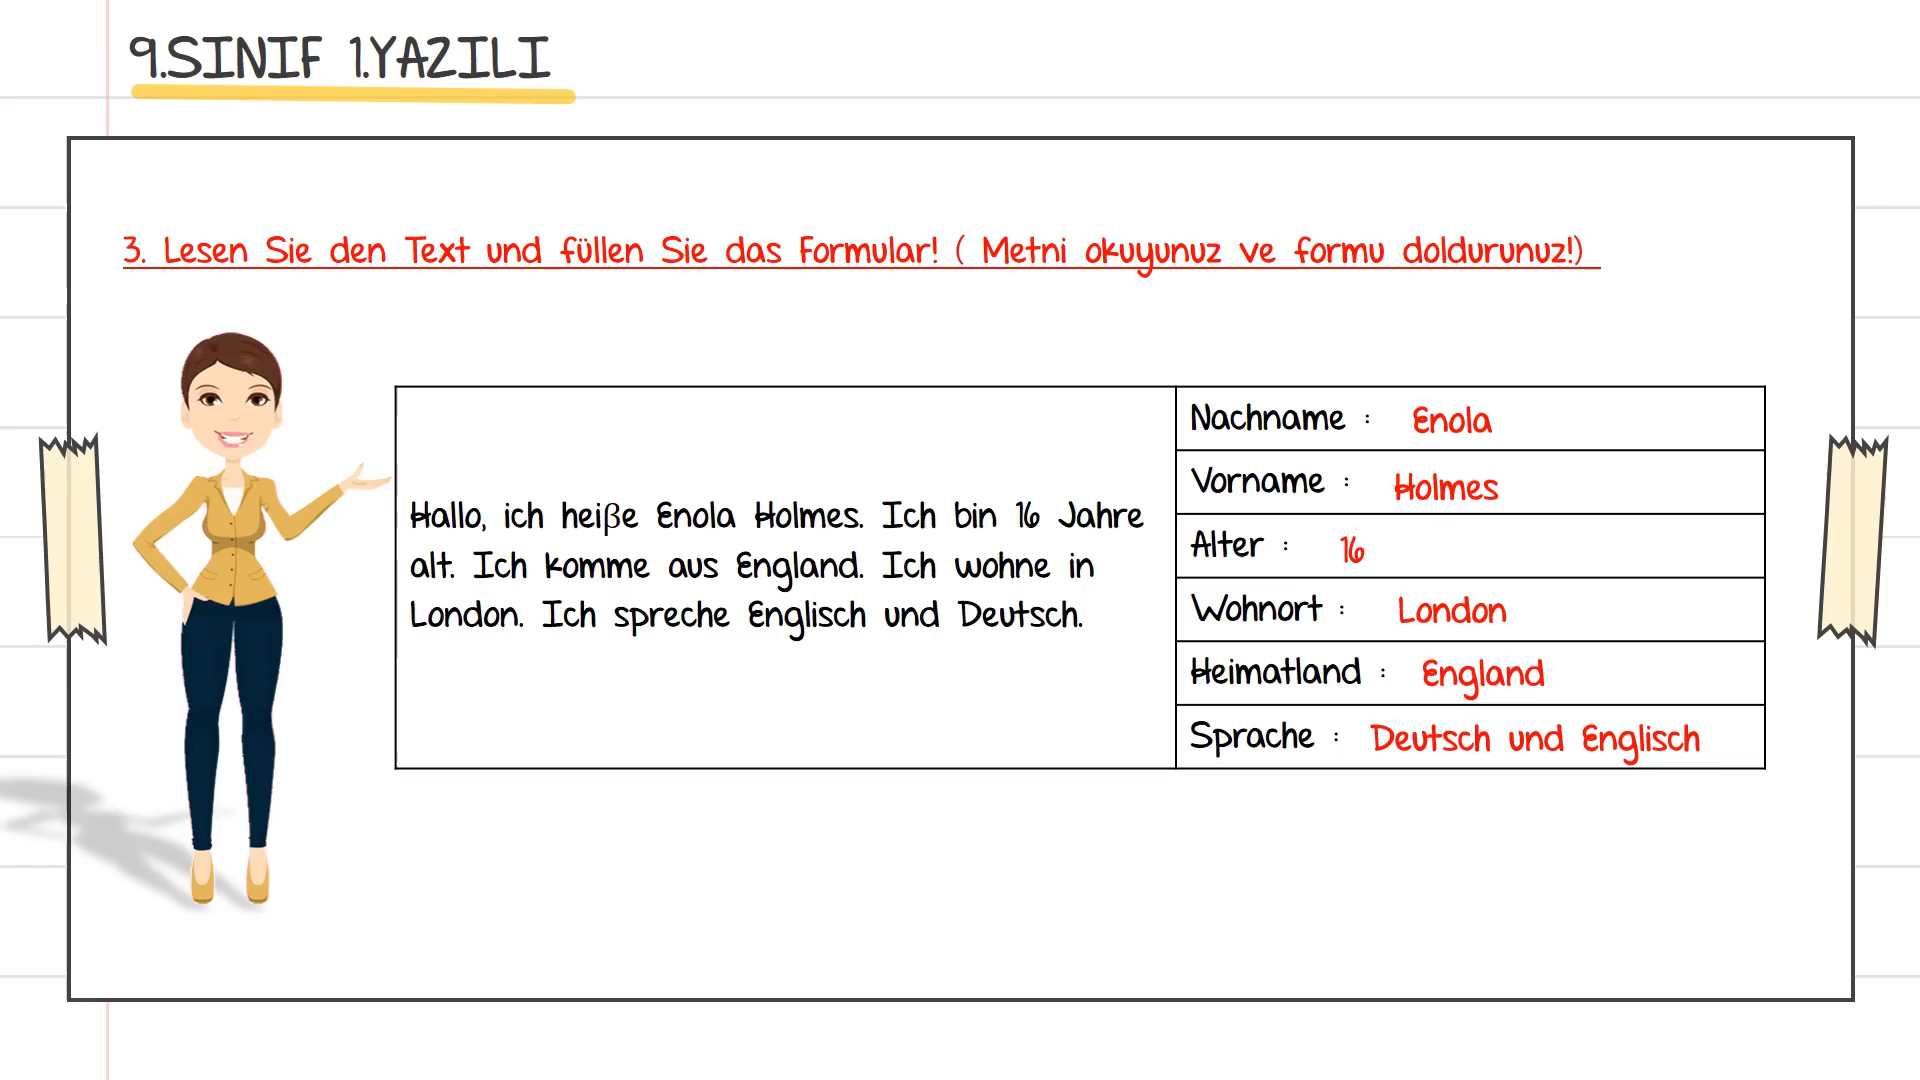 9.SINIF 1.YAZILI
3. Lesen Sie den Text und füllen Sie das Formular! ( Metni okuyunuz ve formu doldurunuz!)
Hallo, ich heiβe Enola Holmes. Ich bin 16 Jahre
alt. Ich komme aus England. Ich wohne in
London. Ich spreche Englisch und Deutsch.
Nachname : Enola
Vorname : Holmes
Alter : 16
Wohnort : London
Heimatland : England
Sprache : Deutsch und Englisch